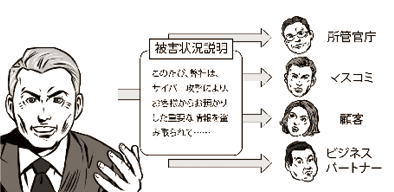 被害状況説明
このたび、弊社は、
サイバー攻撃により、
お客様からお預かり
した重要な情報を盗
み取られて……
所管官庁
マスコミ
顧客
ビジネス
パートナー